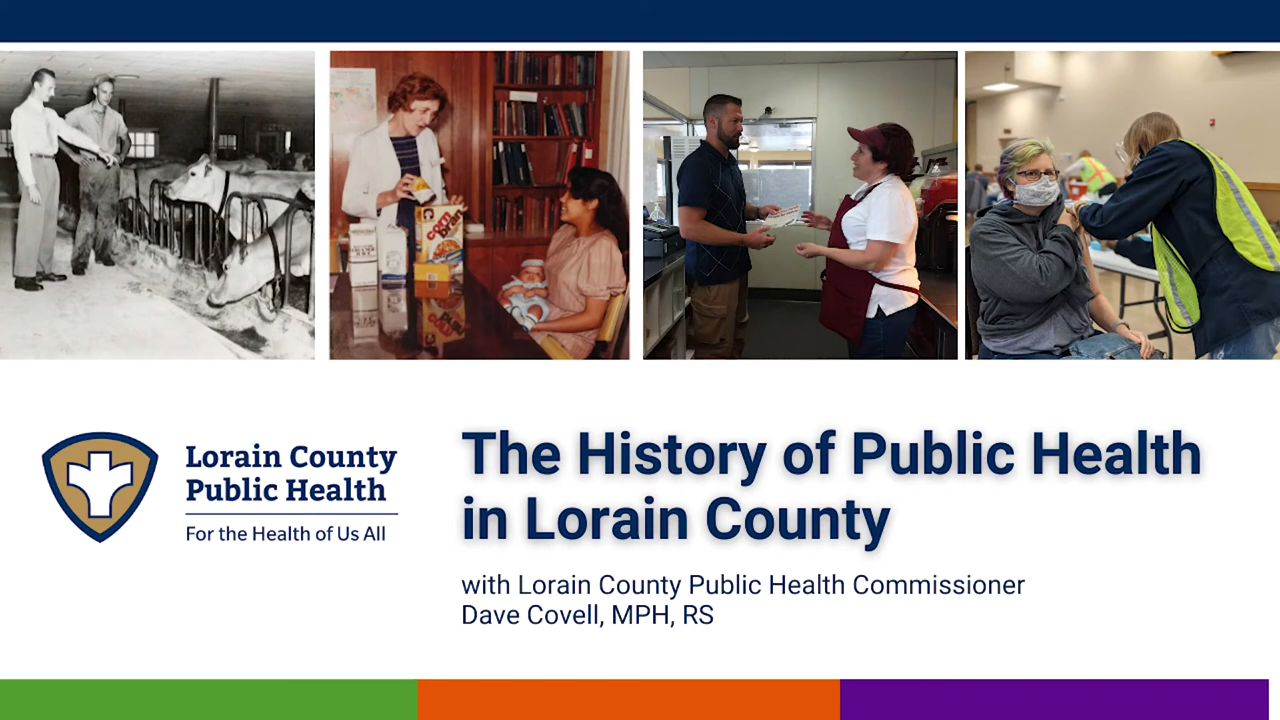 Lorain County
Public Health
For the Health of Us All
The History of Public Health
in Lorain County
with Lorain County Public Health Commissioner
Dave Covell, MPH, RS